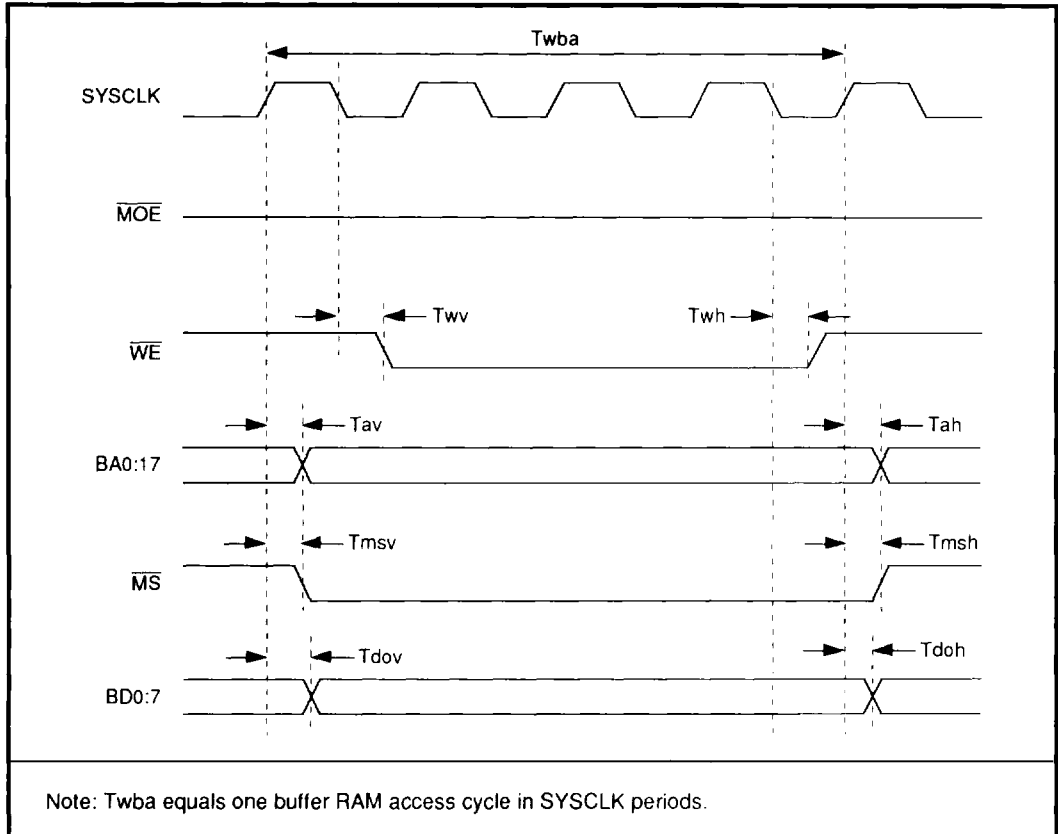 Twba
SYSCLK
MOE
Twv
Twh
WE
Tav
Tah
BA0:17
Tmsv
Tmsh
MS
Tdov
Tdoh
BD0:7
Note: Twba equals one buffer RAM access cycle in SYSCLK periods.